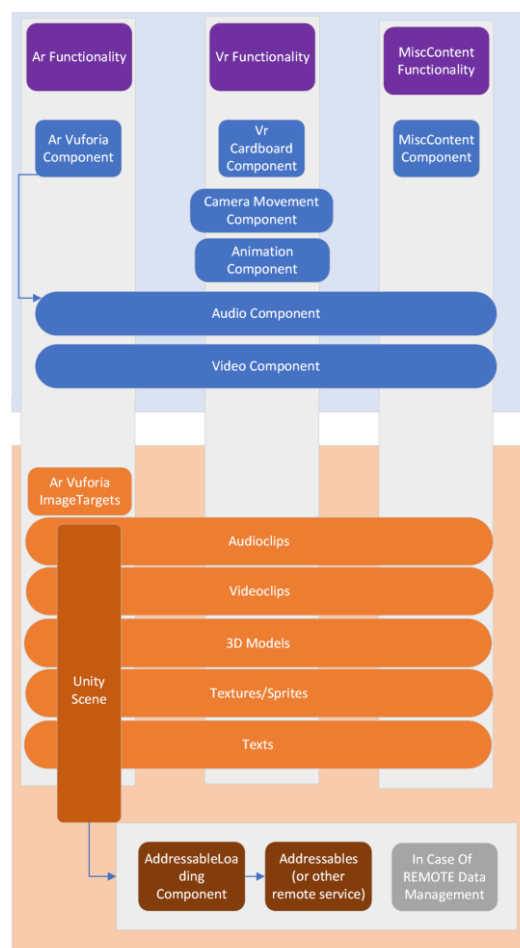 Ar Functionality
Vr Functionality
MiscContent
Functionality
Ar Vuforia
Component
Vr
Cardboard
Component
MiscContent
Component
Camera Movement
Component
Animation
Component
Audio Component
Video Component
Ar Vuforia
ImageTargets
Audioclips
Videoclips
3D Models
Unity
Scene
Textures/Sprites
Texts
AddressableLoa
ding
Component
Addressables
(or other
remote service)
In Case Of
REMOTE Data
Management